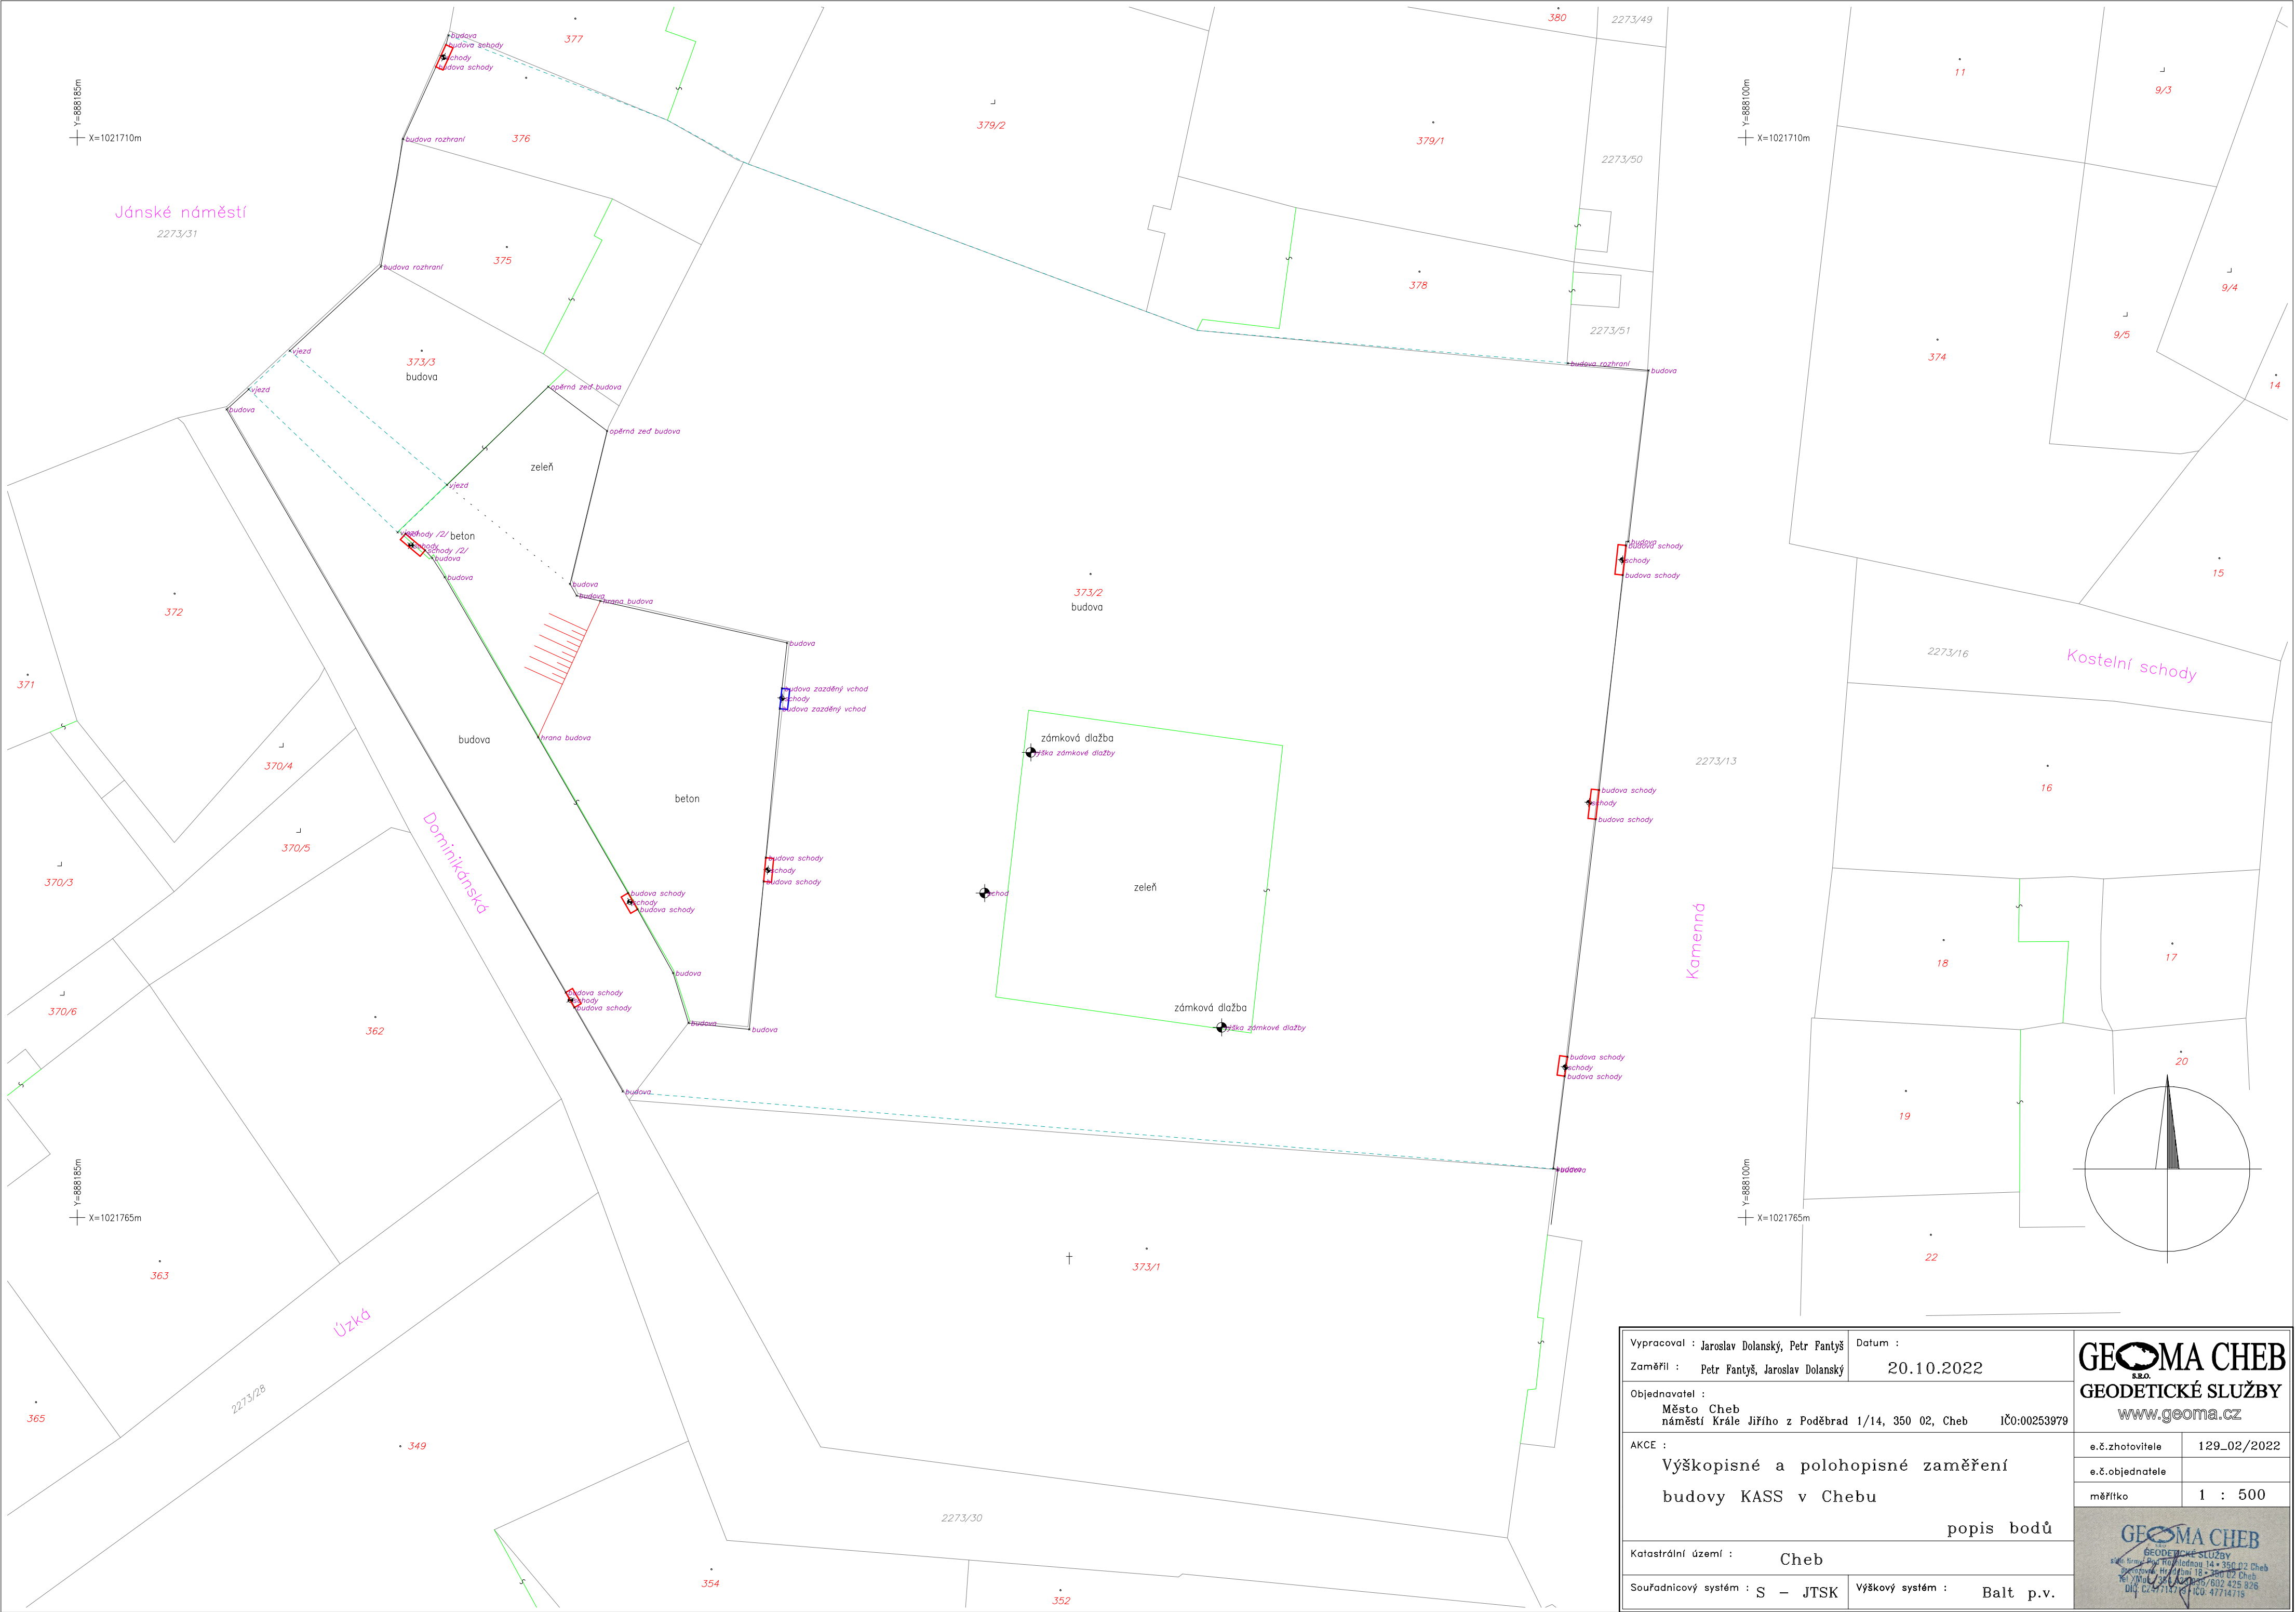 budova
budova schody
schody
budova schody
377
380
2273/49
11
9/3
Y=888185m
X=1021710m
budova rozhraní
376
379/2
379/1
2273/50
Y=888100m
X=1021710m
Jánské náměstí
2273/31
budova rozhraní
375
378
2273/51
9/4
9/5
374
14
vjezd
373/3
budova
budova rozhraní
budova
vjezd
budova
opěrná zeď budova
opěrná zeď budova
zeleň
vjezd
schody /2/
beton
schody
schody /2/
budova
budova
budova
budova schody
schody
budova schody
15
372
budova
budova
hrana budova
373/2
budova
budova
2273/16
Kostelní schody
371
budova zazděný vchod
schody
budova zazděný vchod
budova
hrana budova
zámková dlažba
výška zámkové dlažby
370/4
2273/13
16
beton
budova schody
schody
budova schody
Dominikánská
370/5
370/3
budova schody
schody
budova schody
zeleň
schod
budova schody
schody
budova schody
Kamenná
18
17
budova
370/6
362
budova schody
schody
budova schody
budova
budova
zámková dlažba
výška zámkové dlažby
budova schody
schody
budova schody
20
19
budova
budova
Y=888185m
X=1021765m
Y=888100m
X=1021765m
363
373/1
22
Úzká
2273/28
365
349
2273/30
354
352
Vypracoval : Jaroslav Dolanský, Petr Fantyš
Zaměřil : Petr Fantyš, Jaroslav Dolanský
Datum :
20.10.2022
GEOMA CHEB
S.R.O.
GEODETICKÉ SLUŽBY
www.geoma.cz
Objednavatel :
Město Cheb
náměstí Krále Jiřího z Poděbrad 1/14, 350 02, Cheb IČO:00253979
AKCE :
Výškopisné a polohopisné zaměření
budovy KASS v Chebu
popis bodů
e.č.zhotovitele 129_02/2022
e.č.objednatele
měřítko 1 : 500
Katastrální území : Cheb
Souřadnicový systém : S - JTSK
Výškový systém : Balt p.v.
GEOMA CHEB
GEODETICKÉ SLUŽBY